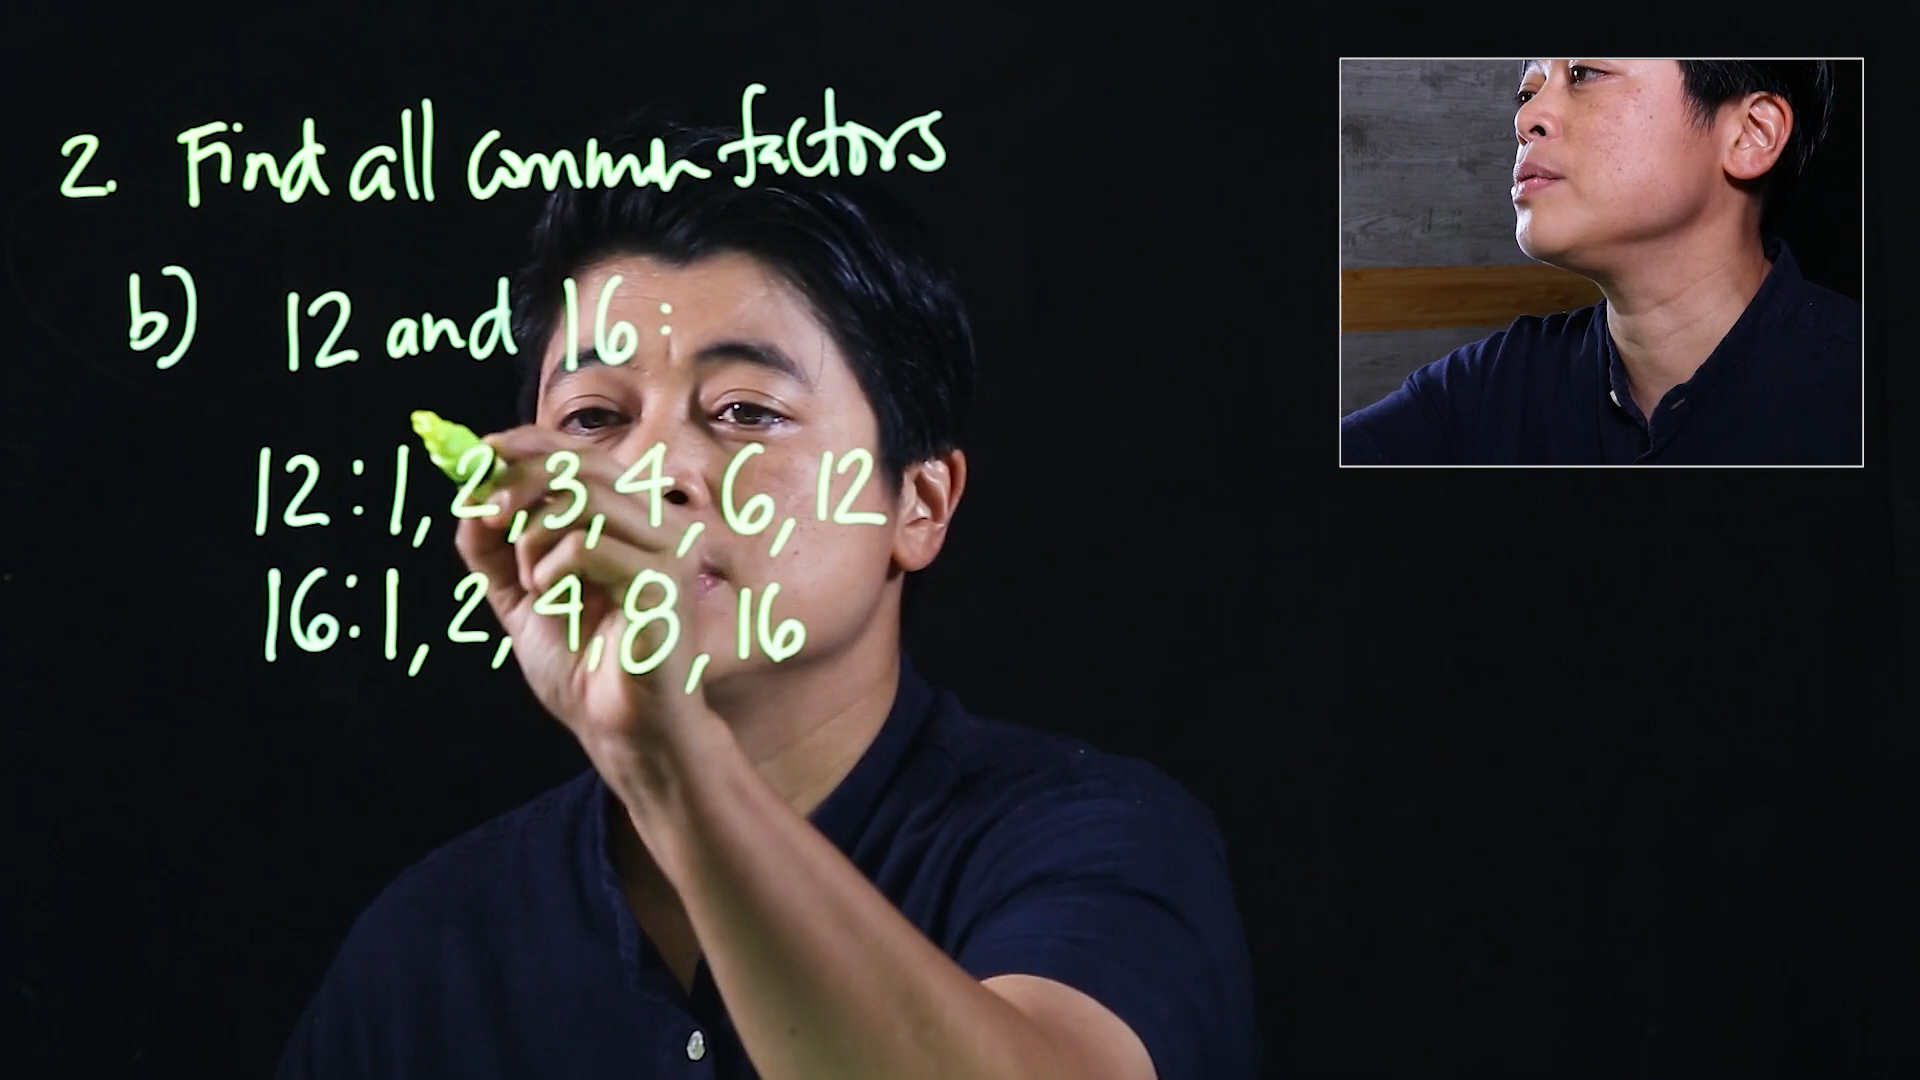 2. Find all common factors
b) 12 and 16:
12: 1, 2, 3, 4, 6, 12
16: 1, 2, 4, 8, 16